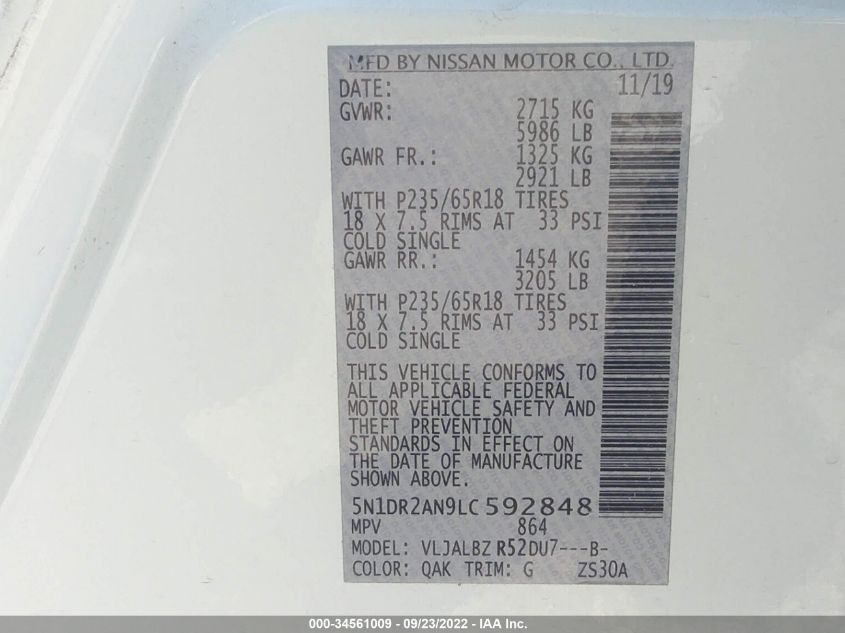 MFD BY NISSAN MOTOR CO., LTD.
DATE: 11/19
GVWR: 2715 KG
5986 LB
GAWR FR.: 1325 KG
2921 LB
WITH P235/65R18 TIRES
18 X 7.5 RIMS AT 33 PSI
COLD SINGLE
GAWR RR.: 1454 KG
3205 LB
WITH P235/65R18 TIRES
18 X 7.5 RIMS AT 33 PSI
COLD SINGLE
THIS VEHICLE CONFORMS TO
ALL APPLICABLE FEDERAL
MOTOR VEHICLE SAFETY AND
THEFT PREVENTION
STANDARDS IN EFFECT ON
THE DATE OF MANUFACTURE
SHOWN ABOVE.
5N1DR2AN9LC592848
MPV 864
MODEL: VLJALBZ R52DU7---B-
COLOR: QAK TRIM: G ZS30A
000-34561009 - 09/23/2022 - IAA Inc.